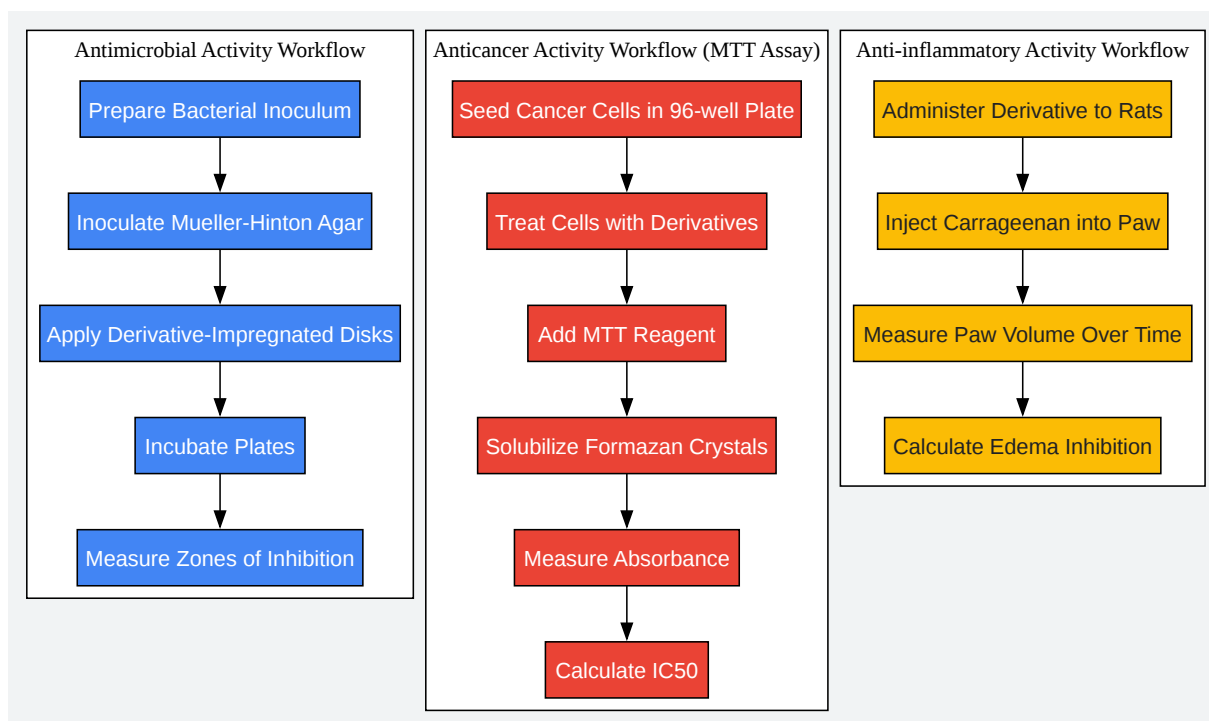 Antimicrobial Activity Workflow
Prepare Bacterial Inoculum
Inoculate Mueller-Hinton Agar
Apply Derivative-Impregnated Disks
Incubate Plates
Measure Zones of Inhibition
Anticancer Activity Workflow (MTT Assay)
Seed Cancer Cells in 96-well Plate
Treat Cells with Derivatives
Add MTT Reagent
Solubilize Formazan Crystals
Measure Absorbance
Calculate IC50
Anti-inflammatory Activity Workflow
Administer Derivative to Rats
Inject Carrageenan into Paw
Measure Paw Volume Over Time
Calculate Edema Inhibition